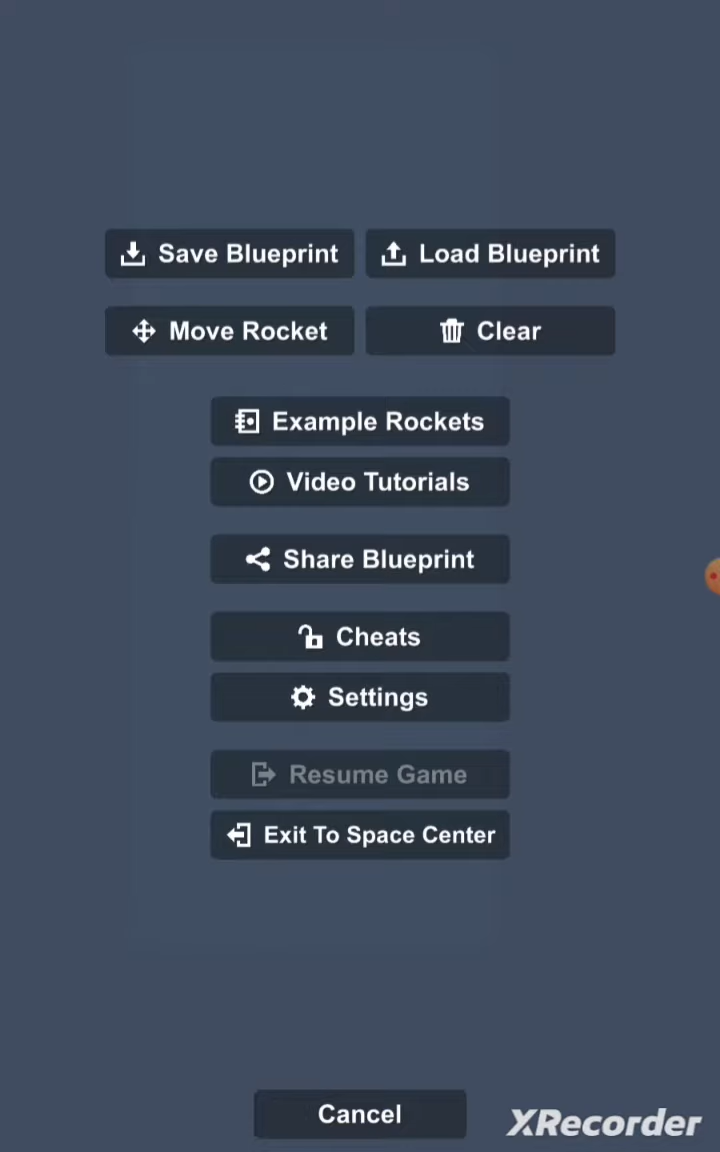 Save Blueprint
Load Blueprint
Move Rocket
Clear
Example Rockets
Video Tutorials
Share Blueprint
Cheats
Settings
Resume Game
Exit To Space Center
Cancel
XRecorder